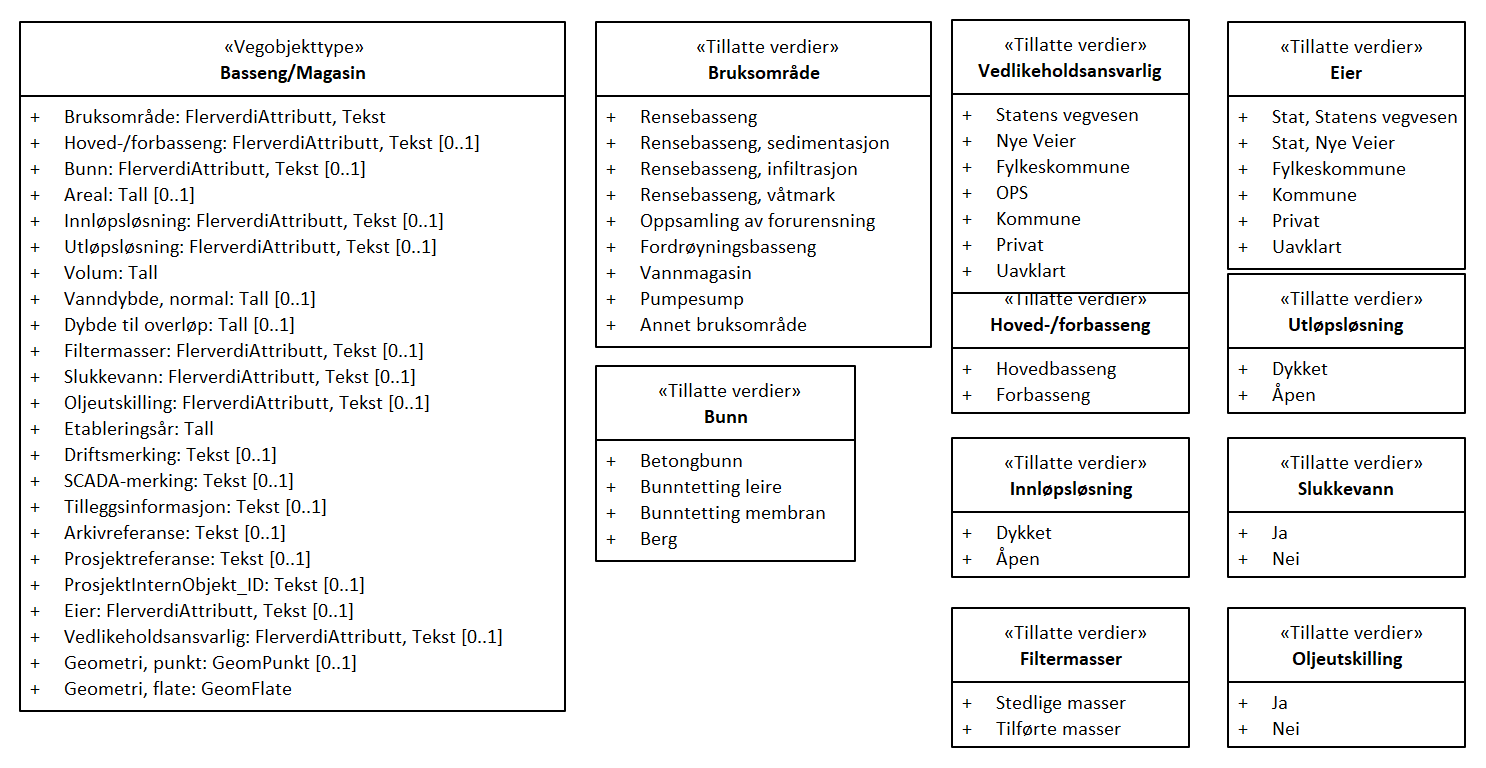 «Vegobjekttype»
Basseng/Magasin
+ Bruksområde: FlerverdiAttributt, Tekst
+ Hoved-/forbasseng: FlerverdiAttributt, Tekst [0..1]
+ Bunn: FlerverdiAttributt, Tekst [0..1]
+ Areal: Tall [0..1]
+ Innløpsløsning: FlerverdiAttributt, Tekst [0..1]
+ Utløpsløsning: FlerverdiAttributt, Tekst [0..1]
+ Volum: Tall
+ Vanndybde, normal: Tall [0..1]
+ Dybde til overløp: Tall [0..1]
+ Filtermasser: FlerverdiAttributt, Tekst [0..1]
+ Slukkevann: FlerverdiAttributt, Tekst [0..1]
+ Oljeutskilling: FlerverdiAttributt, Tekst [0..1]
+ Etableringsår: Tall
+ Driftsmerking: Tekst [0..1]
+ SCADA-merking: Tekst [0..1]
+ Tilleggsinformasjon: Tekst [0..1]
+ Arkivreferanse: Tekst [0..1]
+ Prosjektreferanse: Tekst [0..1]
+ ProsjektInternObjekt_ID: Tekst [0..1]
+ Eier: FlerverdiAttributt, Tekst [0..1]
+ Vedlikeholdsansvarlig: FlerverdiAttributt, Tekst [0..1]
+ Geometri, punkt: GeomPunkt [0..1]
+ Geometri, flate: GeomFlate
«Tillatte verdier»
Bruksområde
+ Rensebasseng
+ Rensebasseng, sedimentasjon
+ Rensebasseng, infiltrasjon
+ Rensebasseng, våtmark
+ Oppsamling av forurensning
+ Fordrøyningsbasseng
+ Vannmagasin
+ Pumpesump
+ Annet bruksområde
«Tillatte verdier»
Bunn
+ Betongbunn
+ Bunntetting leire
+ Bunntetting membran
+ Berg
«Tillatte verdier»
Vedlikeholdsansvarlig
+ Statens vegvesen
+ Nye Veier
+ Fylkeskommune
+ OPS
+ Kommune
+ Privat
+ Uavklart
«Tillatte verdier»
Hoved-/forbasseng
+ Hovedbasseng
+ Forbasseng
«Tillatte verdier»
Innløpsløsning
+ Dykket
+ Åpen
«Tillatte verdier»
Filtermasser
+ Stedlige masser
+ Tilførte masser
«Tillatte verdier»
Eier
+ Stat, Statens vegvesen
+ Stat, Nye Veier
+ Fylkeskommune
+ Kommune
+ Privat
+ Uavklart
«Tillatte verdier»
Utløpsløsning
+ Dykket
+ Åpen
«Tillatte verdier»
Slukkevann
+ Ja
+ Nei
«Tillatte verdier»
Oljeutskilling
+ Ja
+ Nei